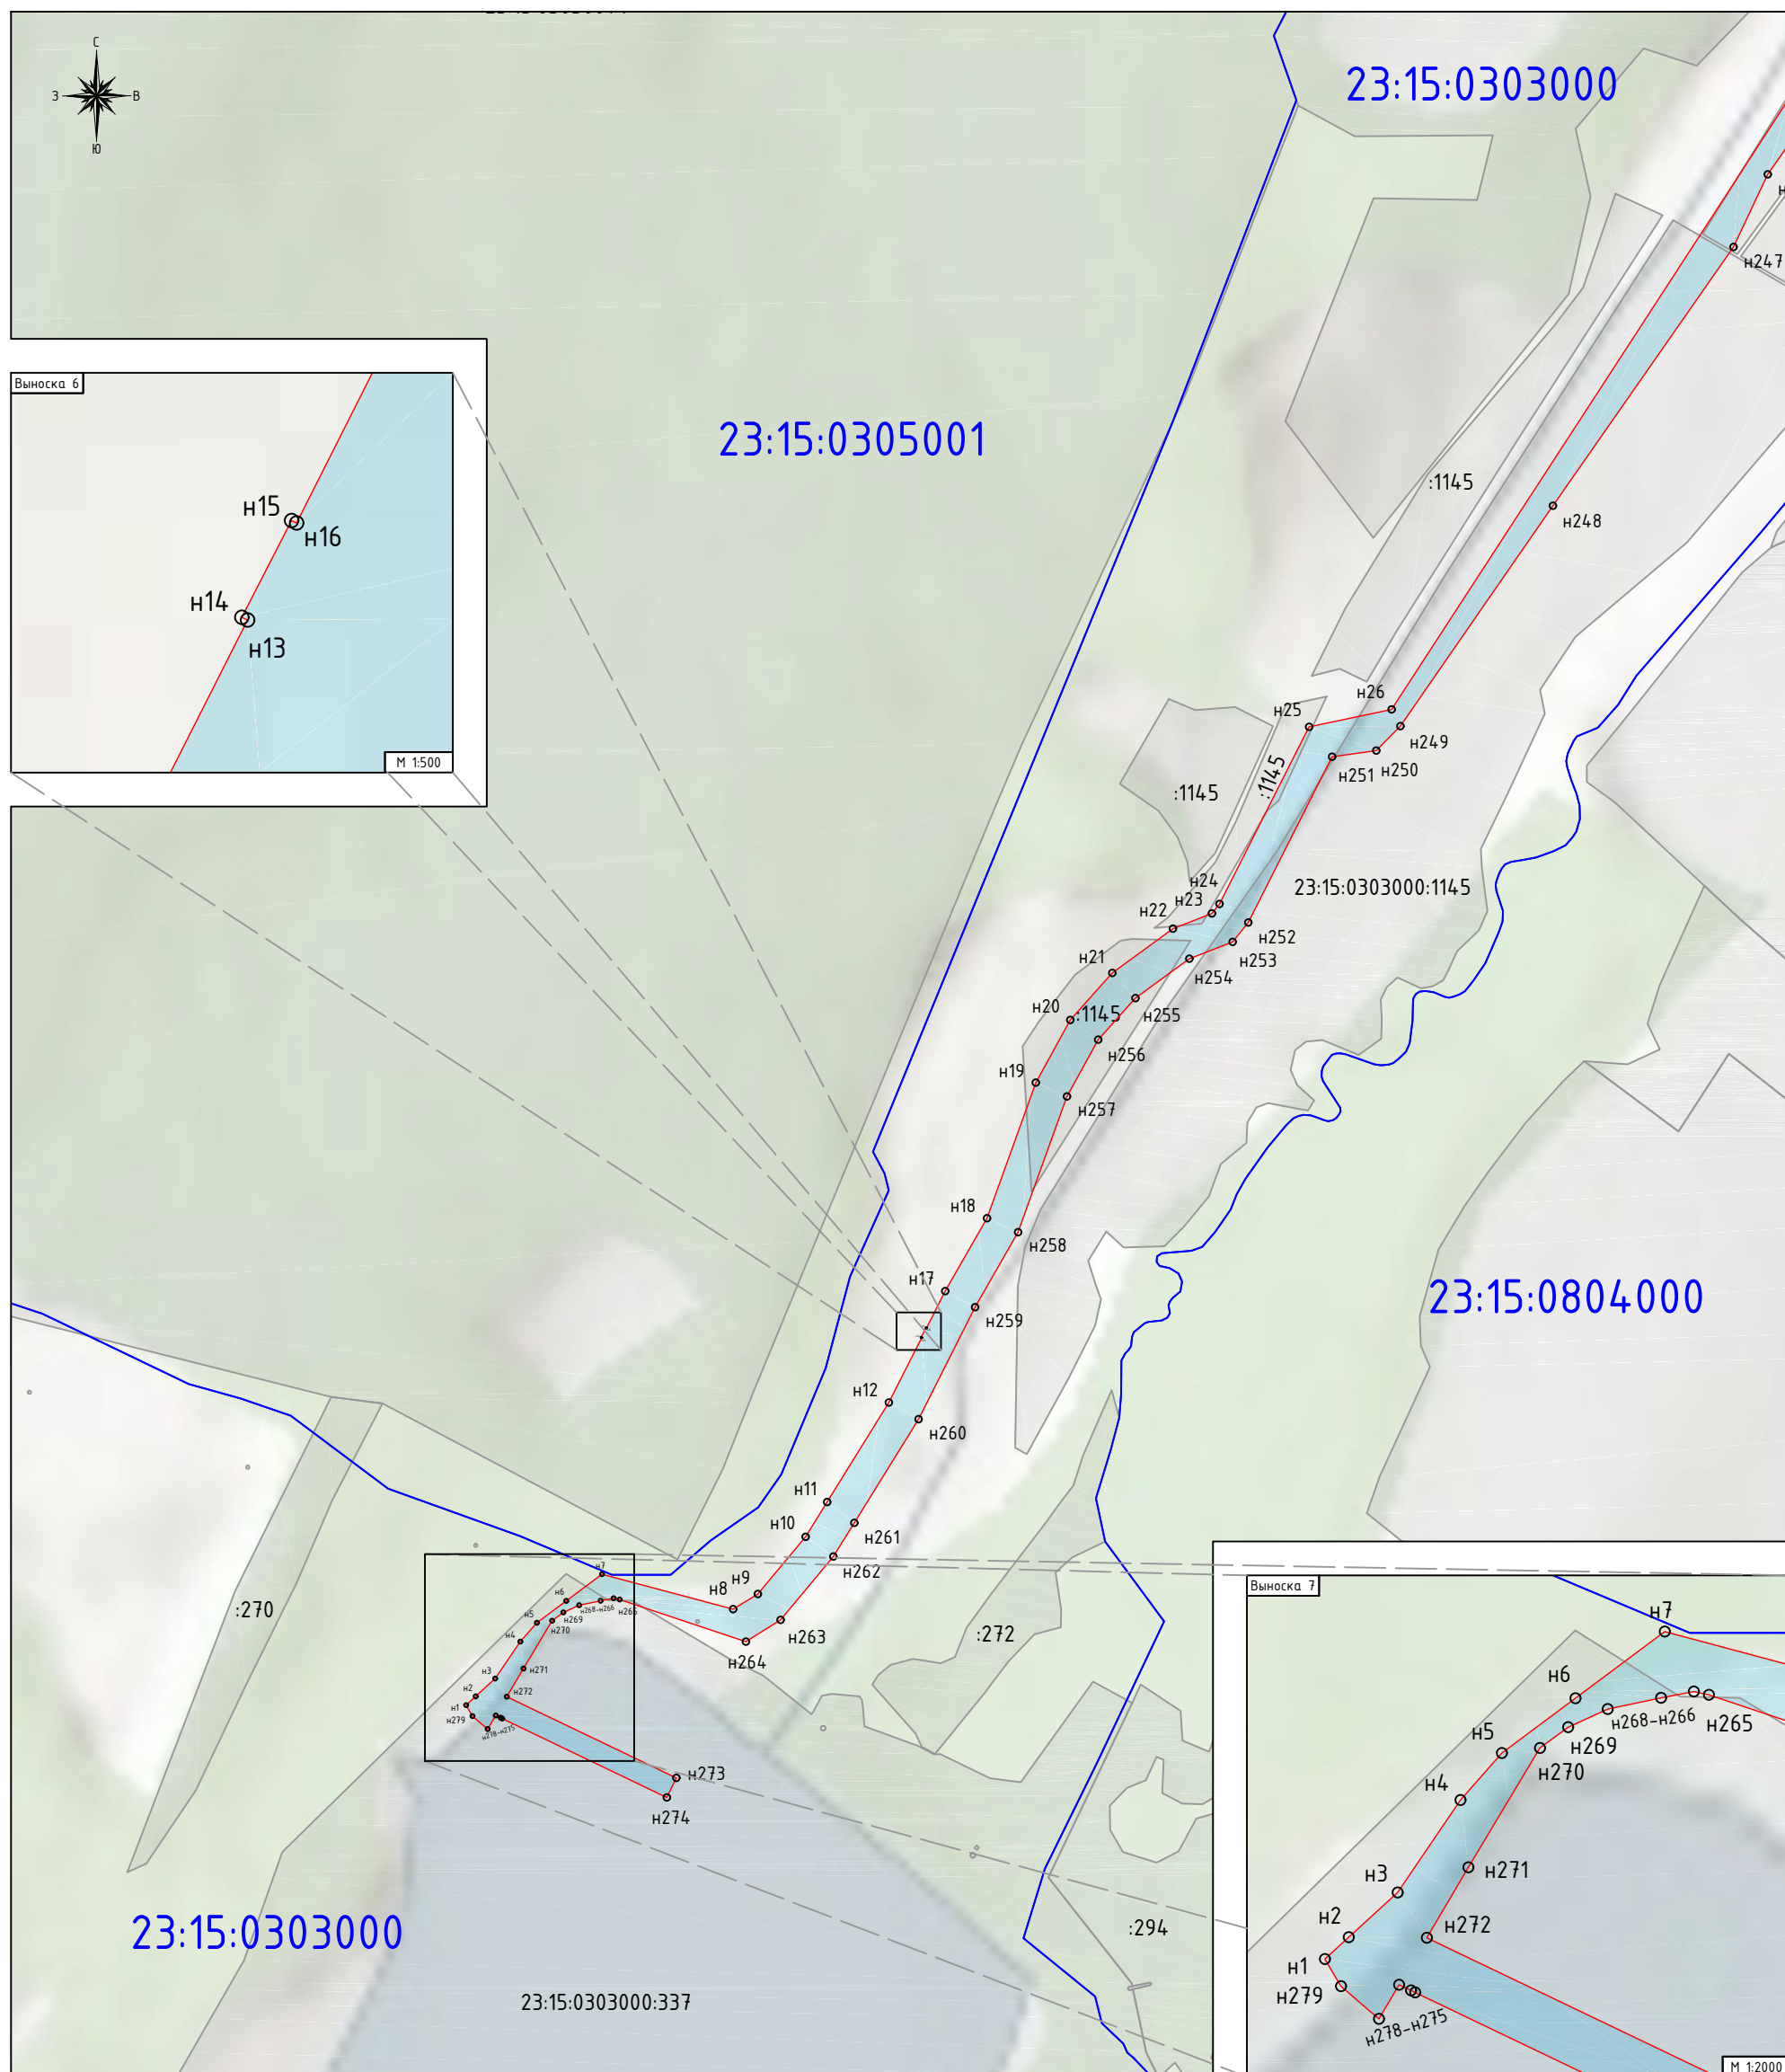 С
З
В
Ю
23:15:0303000
н247
Выноска 6
23:15:0305001
:1145
н15
н16
н248
н14
н13
М 1:500
н26
н25
н249
н250
н251
:1145
:1145
23:15:0303000:1145
н24
н23
н22
н252
н253
н21
н254
н20
:1145
н255
н256
н19
н257
н18
н258
н17
23:15:0804000
н259
н12
н260
н11
н10
н261
н262
н7
н9
н8
н6
н268-н266
н265
н5
н269
н270
н263
н264
:270
:272
н4
н3
н271
н2
н1
н272
н279
н278-н275
н273
н274
Выноска 7
н7
н6
н268-н266
н265
н5
н269
н270
н4
н3
н271
н2
н272
н1
н279
н278-н275
М 1:2000
23:15:0303000
:294
23:15:0303000:337